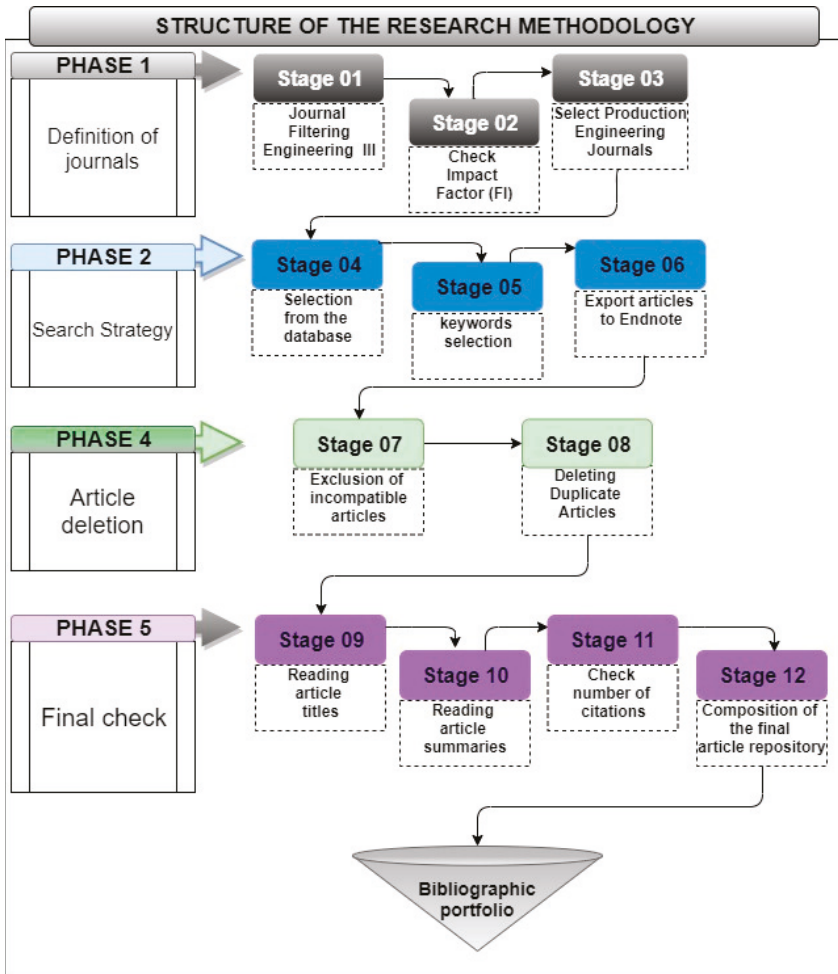 STRUCTURE OF THE RESEARCH METHODOLOGY
PHASE 1
Definition of
journals
Stage 01
Journal
Filtering
Engineering III
Stage 02
Check
Impact
Factor (FI)
Stage 03
Select Production
Engineering
Journals
PHASE 2
Search Strategy
Stage 04
Selection
from the
database
Stage 05
keywords
selection
Stage 06
Export articles
to Endnote
PHASE 4
Article
deletion
Stage 07
Exclusion of
incompatible
articles
Stage 08
Deleting
Duplicate
Articles
PHASE 5
Final check
Stage 09
Reading
article
titles
Stage 10
Reading
article
summaries
Stage 11
Check
number of
citations
Stage 12
Composition of
the final
article repository
Bibliographic
portfolio